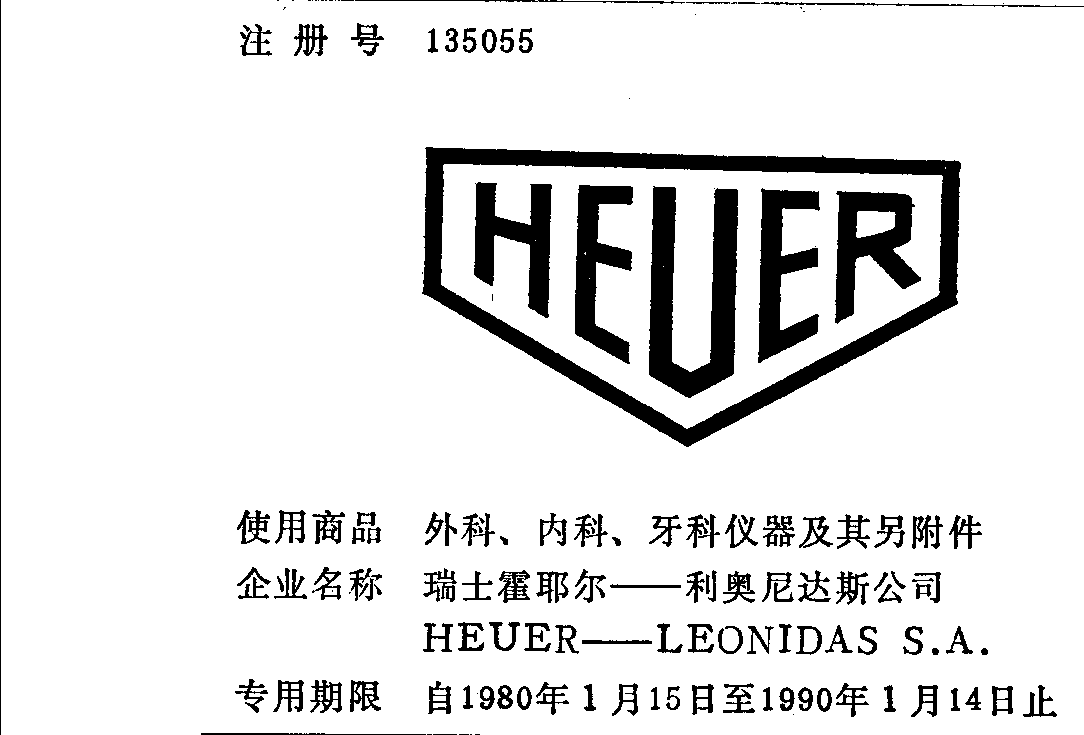 注册号 135055
HEUER
使用商品 外科、内科、牙科仪器及其另附件
企业名称 瑞士霍耶尔——利奥尼达斯公司
HEUER——LEONIDAS S.A.
专用期限 自1980年1月15日至1990年1月14日止